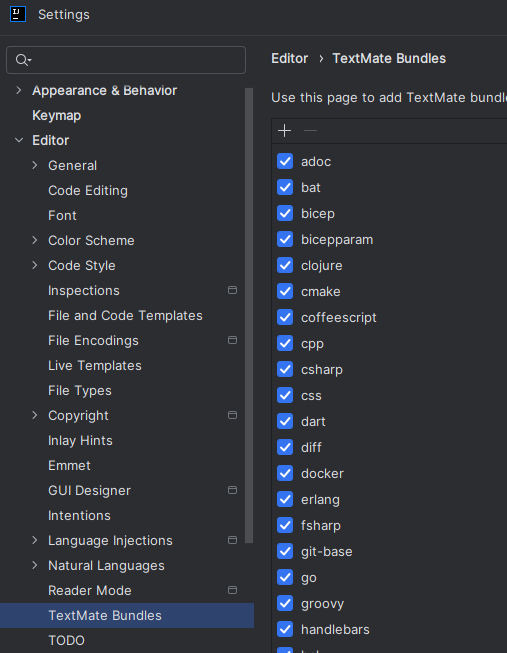 Settings
Appearance & Behavior
Keymap
Editor
General
Code Editing
Font
Color Scheme
Code Style
Inspections
File and Code Templates
File Encodings
Live Templates
File Types
Copyright
Inlay Hints
Emmet
GUI Designer
Intentions
Language Injections
Natural Languages
Reader Mode
TextMate Bundles
TODO
Editor › TextMate Bundles
Use this page to add TextMate bundl
adoc
bat
bicep
bicepparam
clojure
cmake
coffeescript
cpp
csharp
css
dart
diff
docker
erlang
fsharp
git-base
go
groovy
handlebars